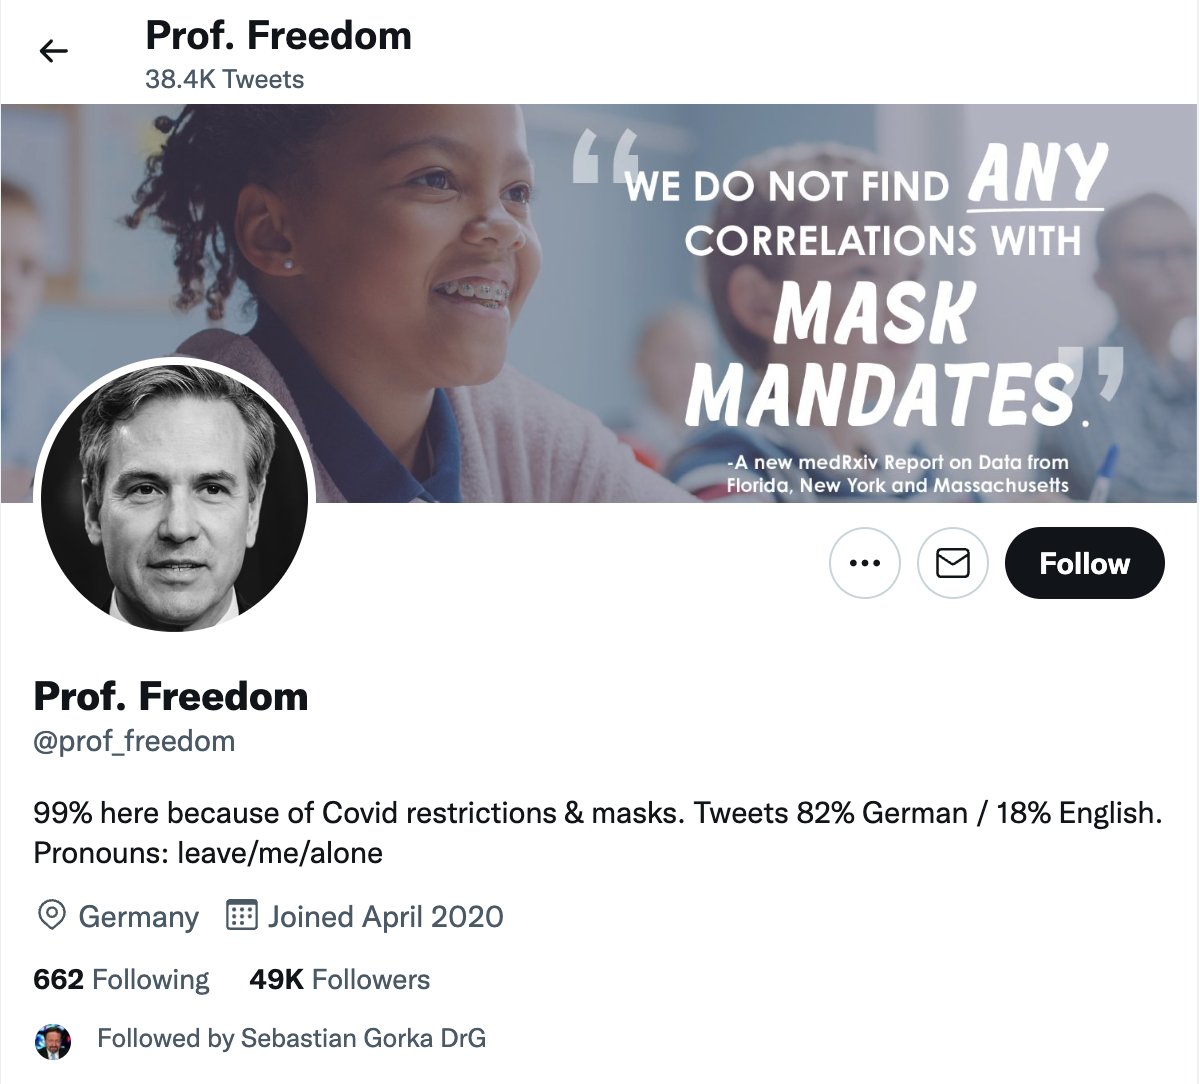 Prof. Freedom
38.4K Tweets
“WE DO NOT FIND ANY
CORRELATIONS WITH
MASK
MANDATES.”
-A new medRxiv Report on Data from
Florida, New York and Massachusetts
Follow
Prof. Freedom
@prof_freedom
99% here because of Covid restrictions & masks. Tweets 82% German / 18% English.
Pronouns: leave/me/alone
Germany Joined April 2020
662 Following 49K Followers
Followed by Sebastian Gorka DrG